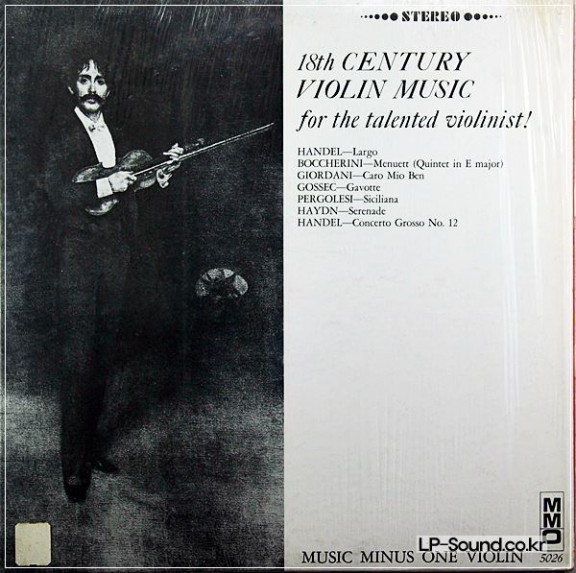 STEREO
18th CENTURY
VIOLIN MUSIC
for the talented violinist!
HANDEL—Largo
BOCCHERINI—Menuett (Quintet in E major)
GIORDANI—Caro Mio Ben
GOSSEC—Gavotte
PERGOLESI—Siciliana
HAYDN—Serenade
HANDEL—Concerto Grosso No. 12
MMO
LP-Sound.co.kr
MUSIC MINUS ONE VIOLIN 5026